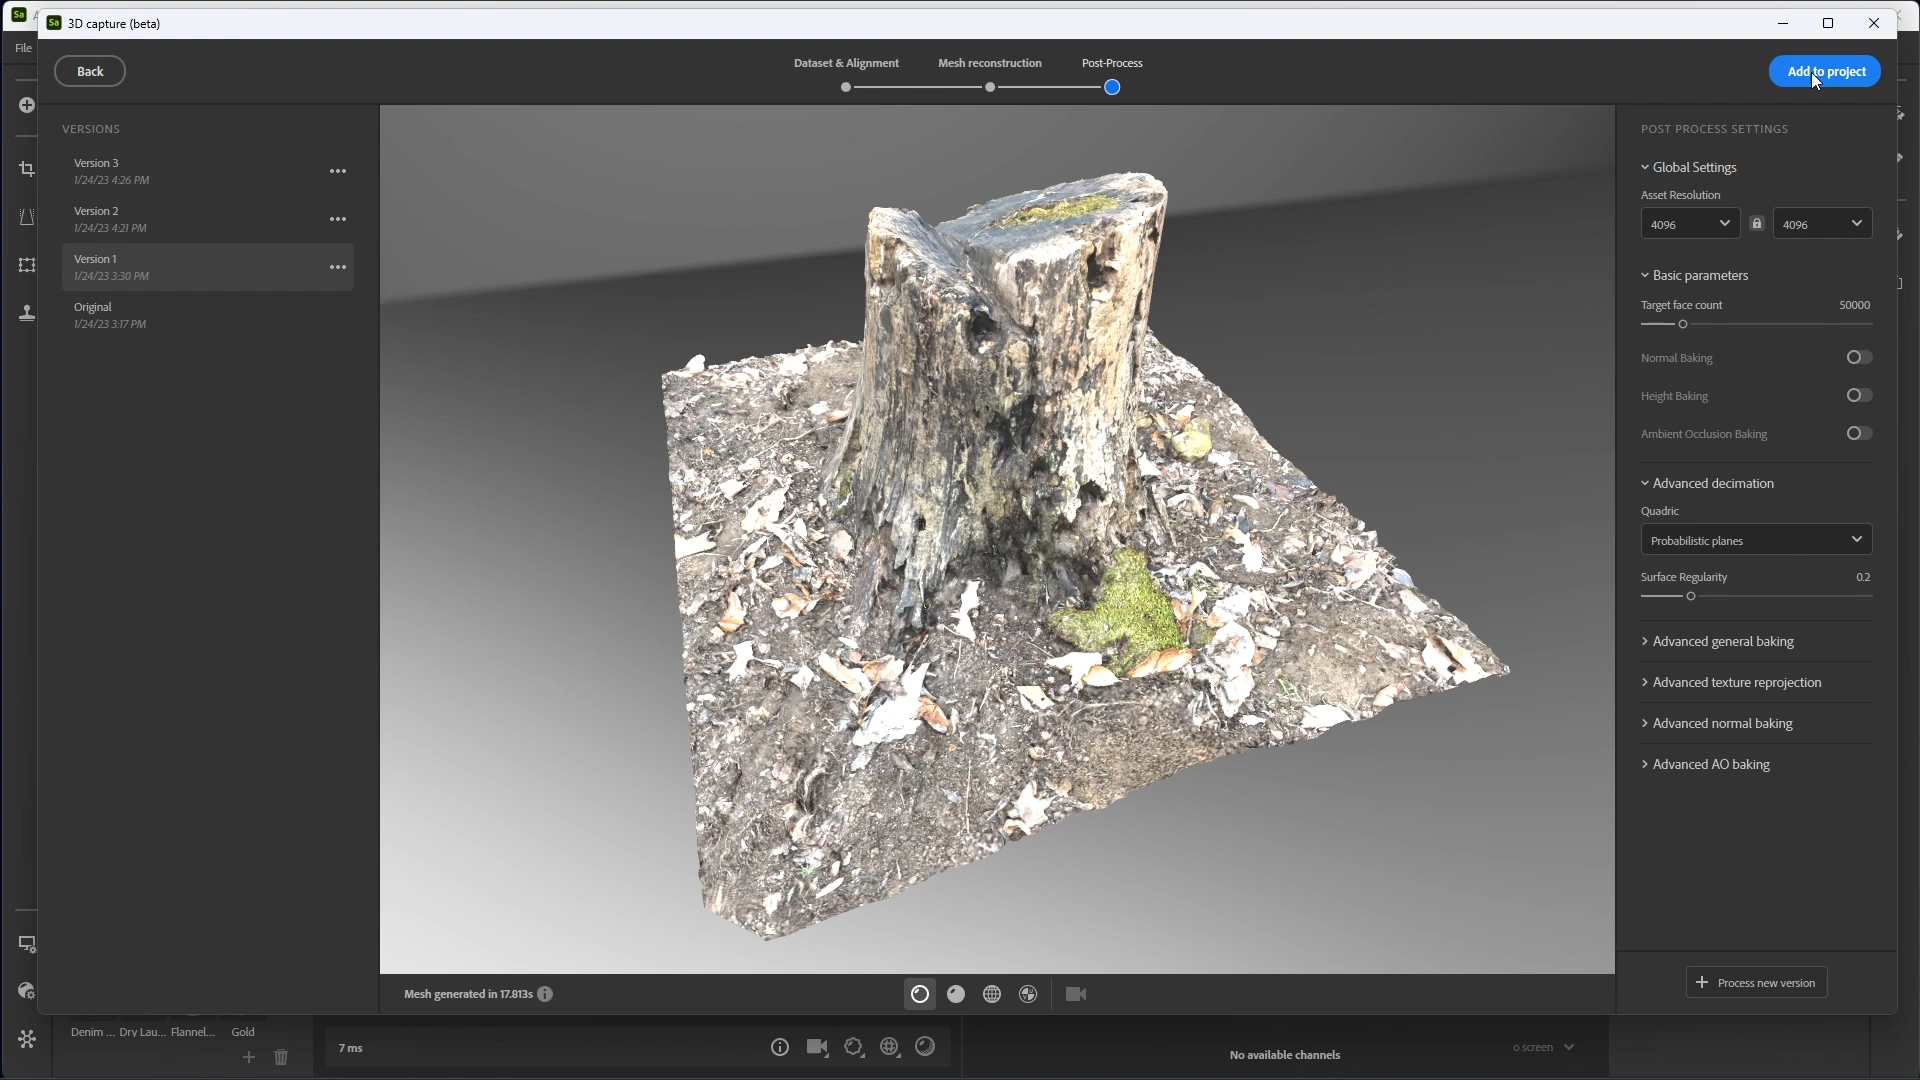 Sa
Sa 3D capture (beta)
File
Back
Dataset & Alignment
Mesh reconstruction
Post-Process
Add to project
VERSIONS
Version 3
1/24/23 4:26 PM
Version 2
1/24/23 4:21 PM
Version 1
1/24/23 3:30 PM
Original
1/24/23 3:17 PM
POST PROCESS SETTINGS
Global Settings
Asset Resolution
4096 4096
Basic parameters
Target face count 50000
Normal Baking
Height Baking
Ambient Occlusion Baking
Advanced decimation
Quadric
Probabilistic planes
Surface Regularity 0.2
Advanced general baking
Advanced texture reprojection
Advanced normal baking
Advanced AO baking
Process new version
Mesh generated in 17.813s
Denim ... Dry Lau... Flannel... Gold
7 ms
No available channels
o screen